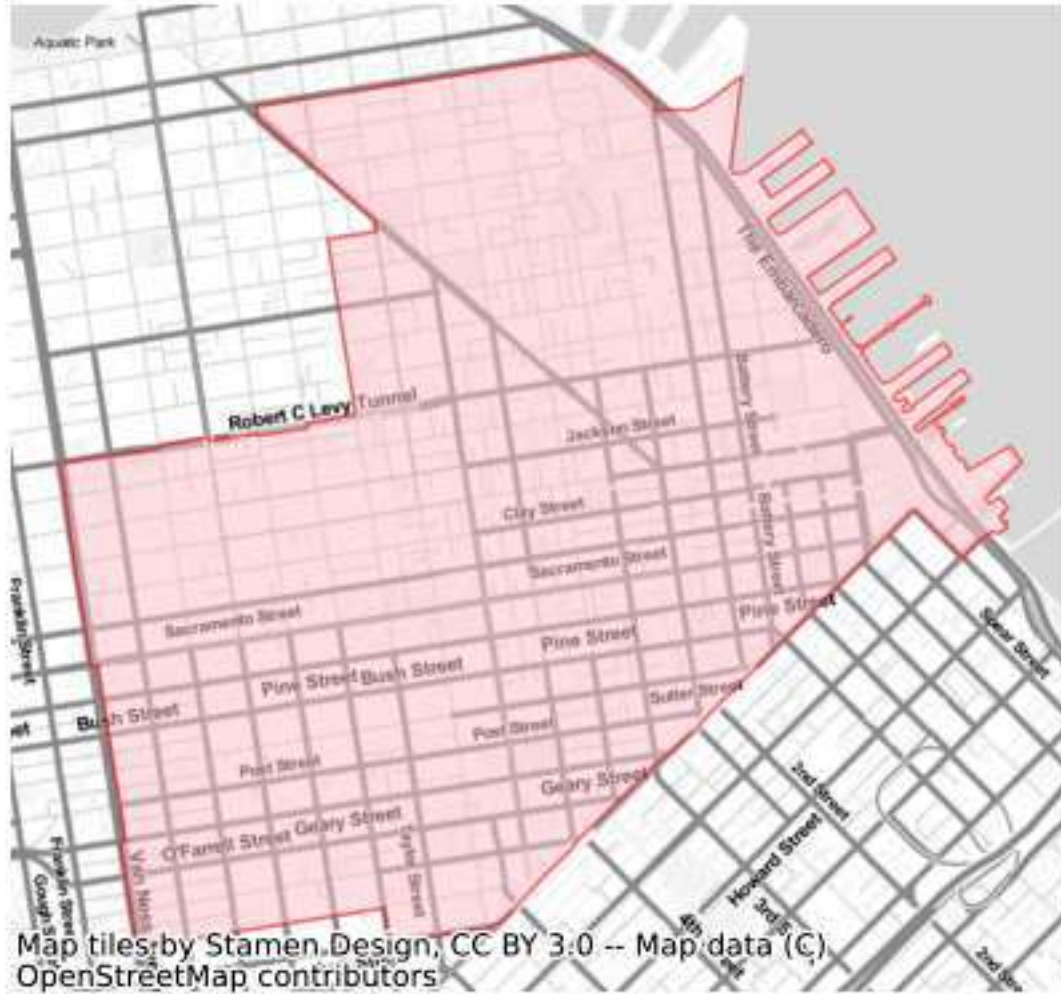 Aquatic Park
The Embarcadero
Robert C Levy Tunnel
Battery Street
Jackson Street
Clay Street
Battery Street
Sacramento Street
Franklin Street
Sacramento Street
Pine Street
Pine Street
Spear Street
Pine Street
Bush Street
Bush Street
Sutter Street
Post Street
Post Street
Geary Street
2nd Street
Geary Street
O'Farrell Street
Taylor Street
Howard Street
Franklin Street
Gough S
Van Ness
3rd S
4th
2nd Stre
Map tiles by Stamen Design, CC BY 3.0 -- Map data (C)
OpenStreetMap contributors